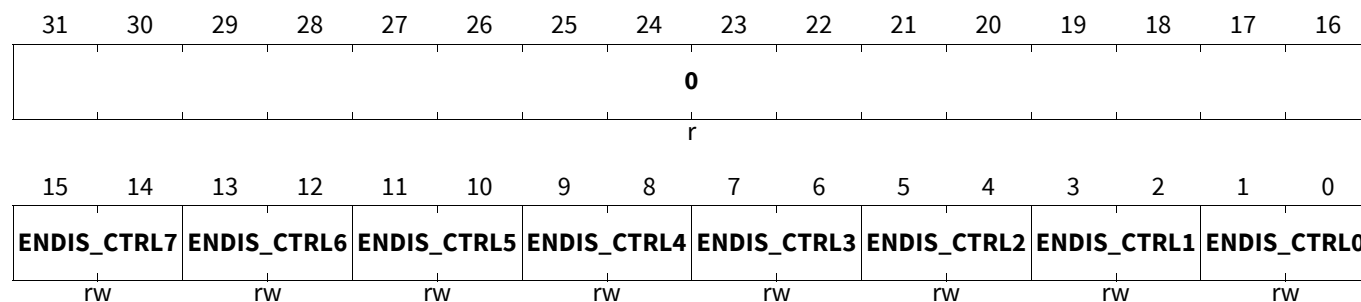 31 30 29 28 27 26 25 24 23 22 21 20 19 18 17 16
0
r
15 14 13 12 11 10 9 8 7 6 5 4 3 2 1 0
ENDIS_CTRL7 ENDIS_CTRL6 ENDIS_CTRL5 ENDIS_CTRL4 ENDIS_CTRL3 ENDIS_CTRL2 ENDIS_CTRL1 ENDIS_CTRL0
rw rw rw rw rw rw rw rw